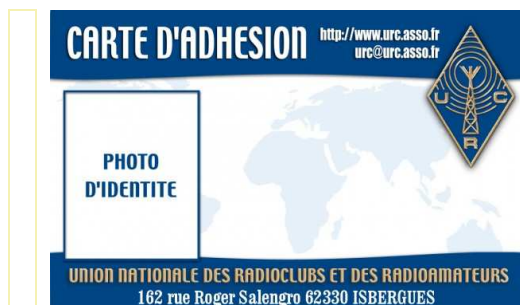 CARTE D'ADHESION
http://www.urc.asso.fr
urc@urc.asso.fr
U R C
PHOTO
D'IDENTITE
UNION NATIONALE DES RADIOCLUBS ET DES RADIOAMATEURS
162 rue Roger Salengro 62330 ISBERGUES